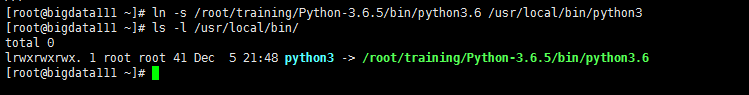 [root@bigdata111 ~]# ln -s /root/training/Python-3.6.5/bin/python3.6 /usr/local/bin/python3
[root@bigdata111 ~]# ls -l /usr/local/bin/
total 0
lrwxrwxrwx. 1 root root 41 Dec  5 21:48 python3 -> /root/training/Python-3.6.5/bin/python3.6
[root@bigdata111 ~]#